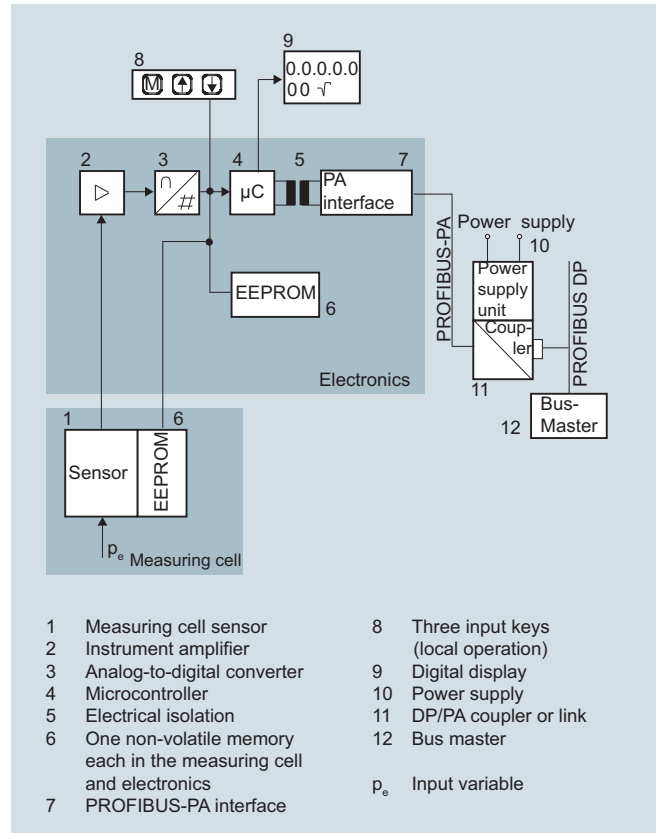 9
8
0.0.0.0.0
0 0 √
M
2
3
4
5
7
µC
PA
interface
∩
#
EEPROM
6
PROFIBUS-PA
Power supply
10
Power
supply
unit
Coup-
ler
PROFIBUS DP
11
Electronics
12
Bus-
Master
1
6
Sensor
EEPROM
pₑ
Measuring cell
1 Measuring cell sensor
2 Instrument amplifier
3 Analog-to-digital converter
4 Microcontroller
5 Electrical isolation
6 One non-volatile memory
each in the measuring cell
and electronics
7 PROFIBUS-PA interface
8 Three input keys
(local operation)
9 Digital display
10 Power supply
11 DP/PA coupler or link
12 Bus master
pₑ Input variable